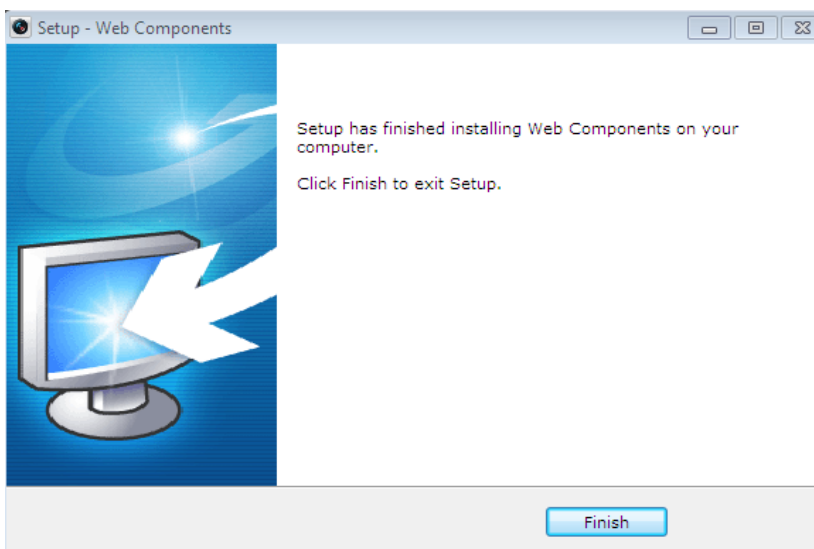 Setup - Web Components
Setup has finished installing Web Components on your
computer.
Click Finish to exit Setup.
Finish